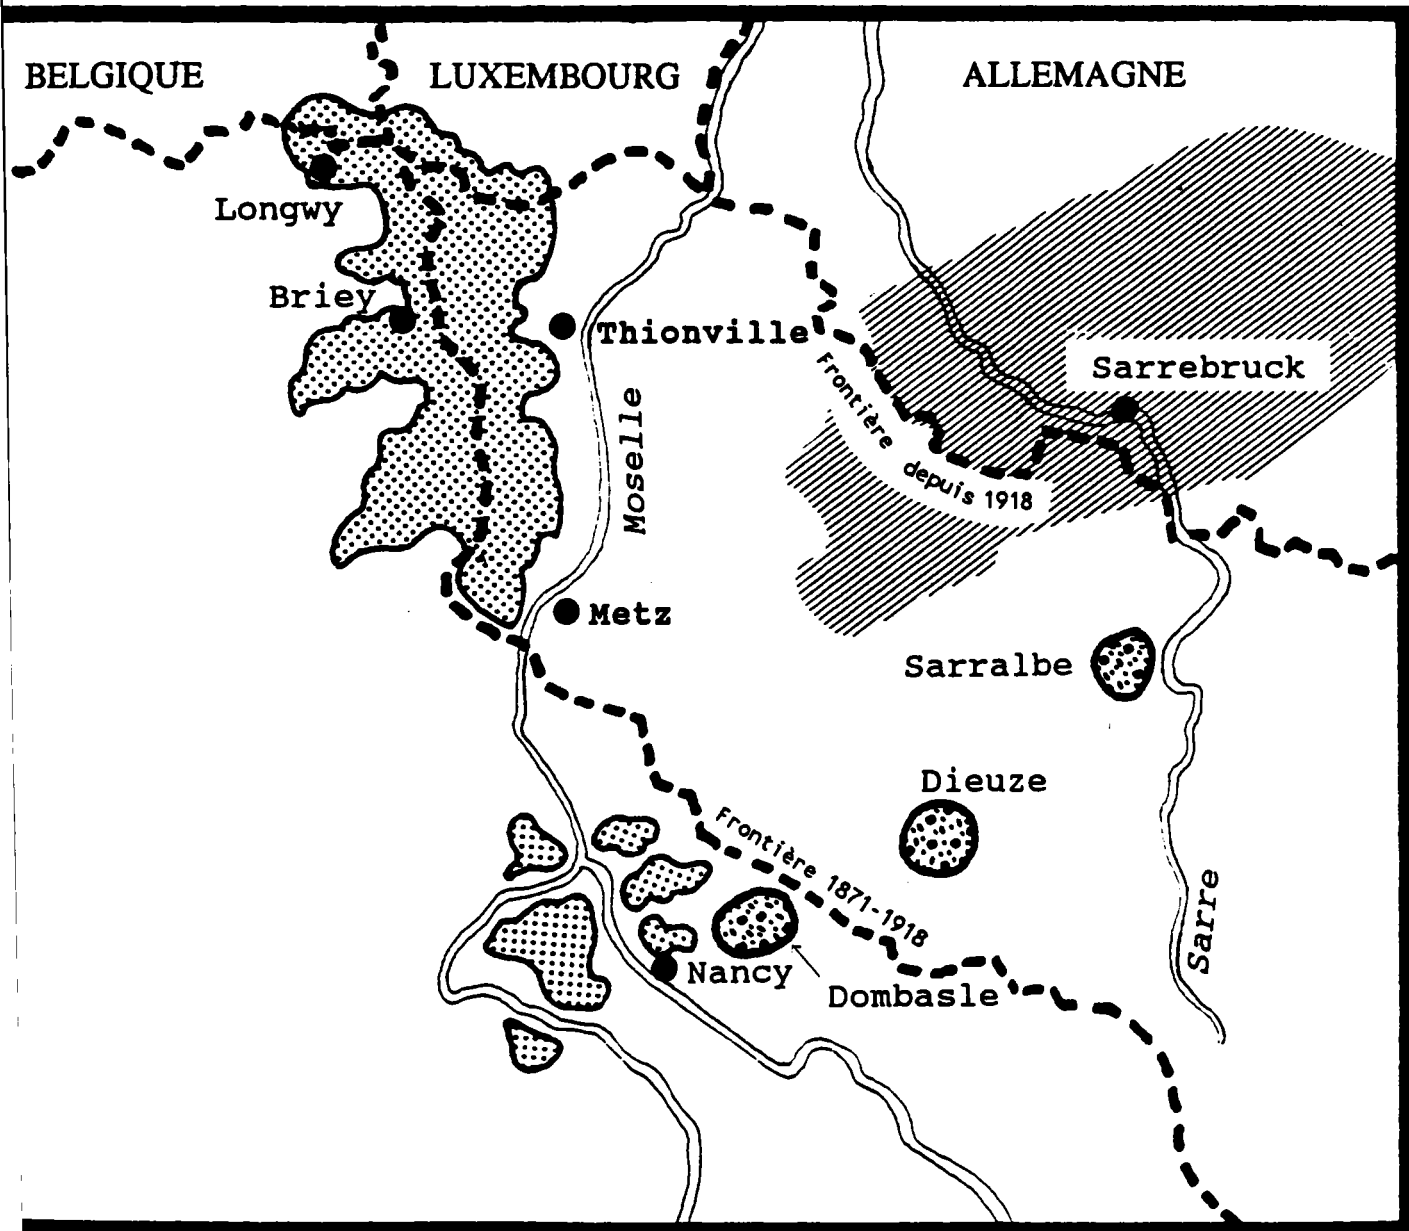 BELGIQUE
LUXEMBOURG
ALLEMAGNE
Longwy
Briey
Thionville
Sarrebruck
Frontière depuis 1918
Moselle
Metz
Sarralbe
Dieuze
Frontière 1871-1918
Sarre
Nancy
Dombasle